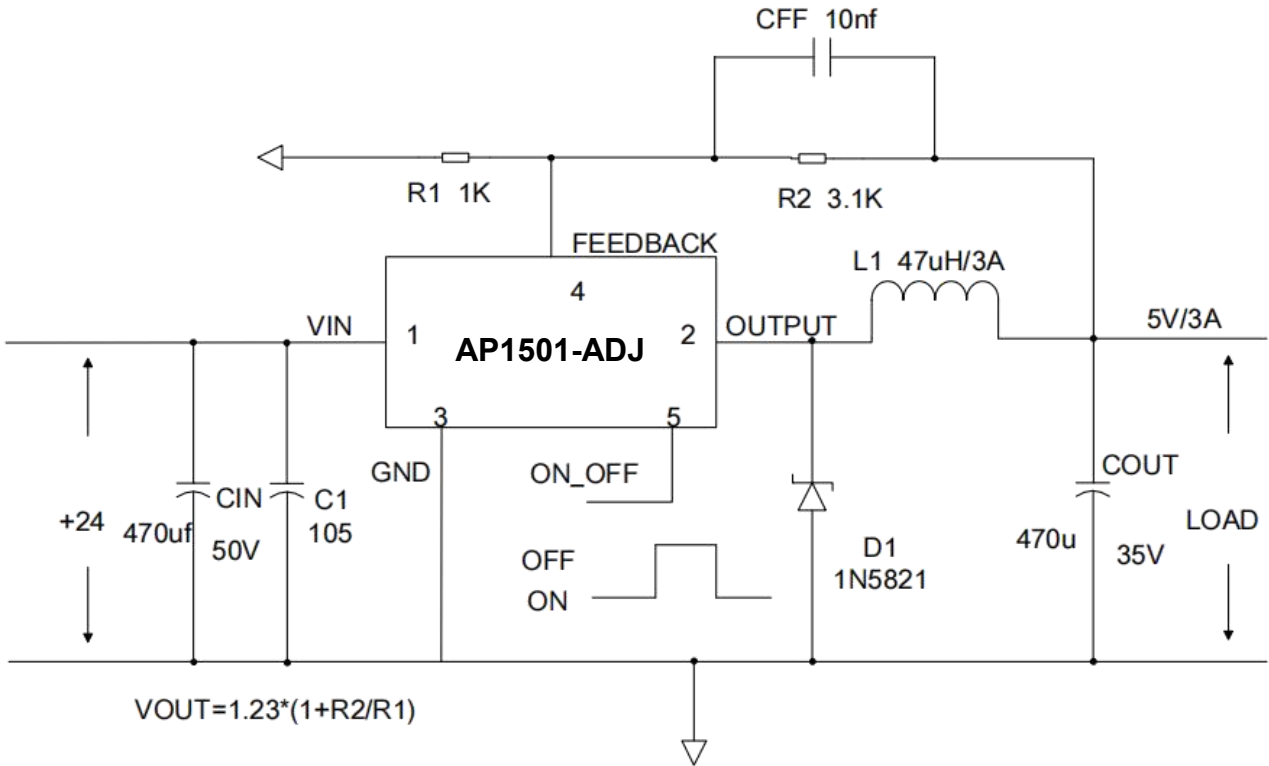 CFF 10nf
R1 1K
R2 3.1K
FEEDBACK
L1 47uH/3A
4
VIN
1
AP1501-ADJ
2
OUTPUT
5V/3A
3
5
GND
ON_OFF
COUT
+24
470uf
CIN
50V
C1
105
OFF
ON
D1
1N5821
470u
35V
LOAD
VOUT=1.23*(1+R2/R1)